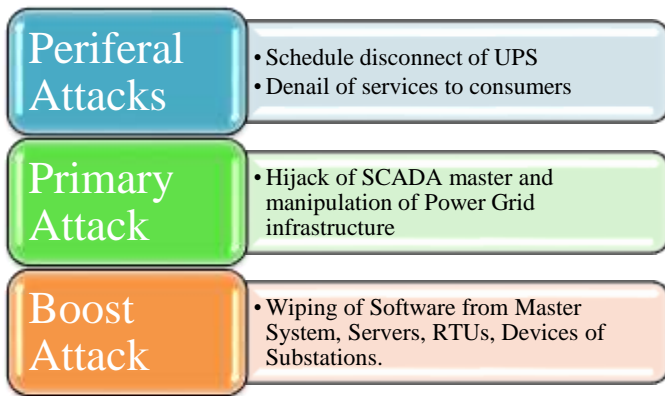 Periferal
Attacks
• Schedule disconnect of UPS
• Denail of services to consumers
Primary
Attack
• Hijack of SCADA master and
manipulation of Power Grid
infrastructure
Boost
Attack
• Wiping of Software from Master
System, Servers, RTUs, Devices of
Substations.